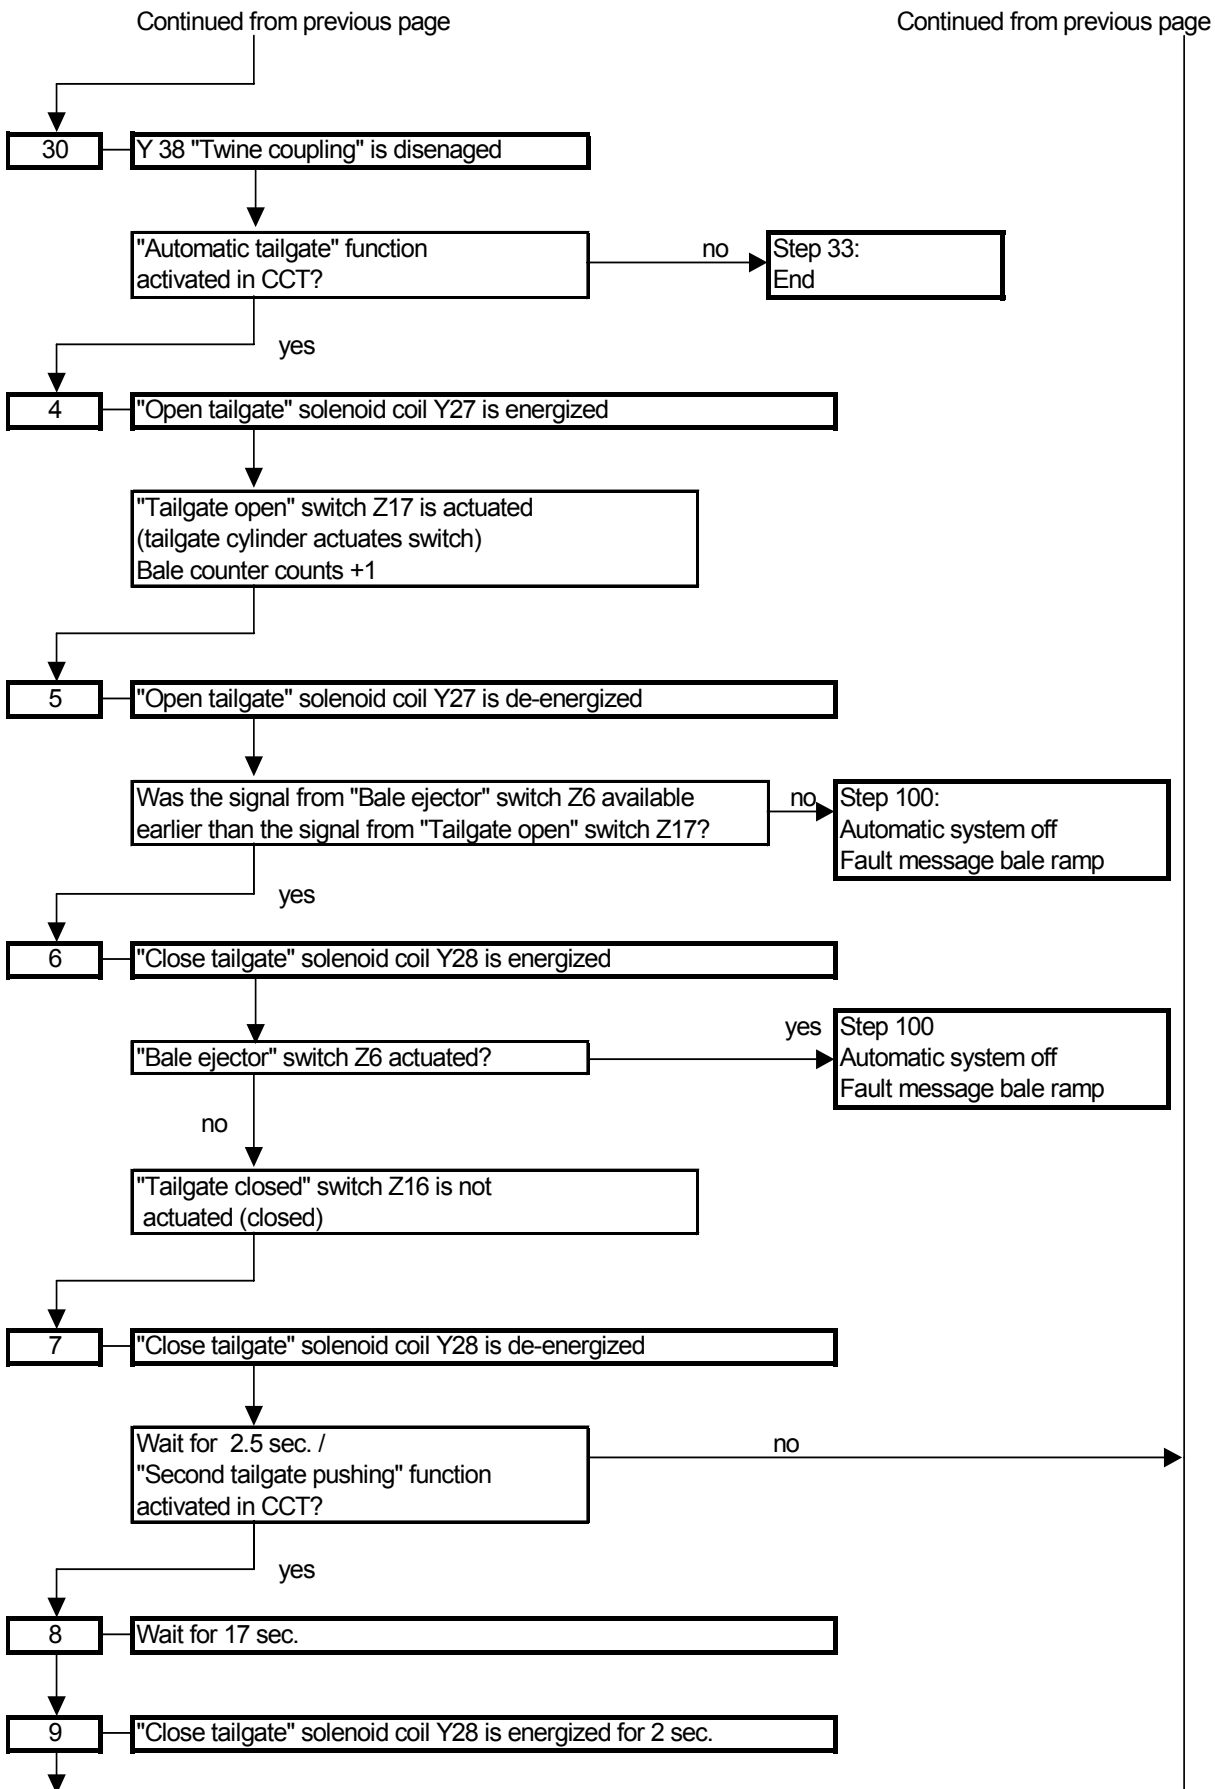 Continued from previous page
Continued from previous page
30
Y 38 "Twine coupling" is disenaged
"Automatic tailgate" function
activated in CCT?
no
Step 33:
End
yes
4
"Open tailgate" solenoid coil Y27 is energized
"Tailgate open" switch Z17 is actuated
(tailgate cylinder actuates switch)
Bale counter counts +1
5
"Open tailgate" solenoid coil Y27 is de-energized
Was the signal from "Bale ejector" switch Z6 available
earlier than the signal from "Tailgate open" switch Z17?
no
Step 100:
Automatic system off
Fault message bale ramp
yes
6
"Close tailgate" solenoid coil Y28 is energized
"Bale ejector" switch Z6 actuated?
yes
Step 100
Automatic system off
Fault message bale ramp
no
"Tailgate closed" switch Z16 is not
actuated (closed)
7
"Close tailgate" solenoid coil Y28 is de-energized
Wait for 2.5 sec. /
"Second tailgate pushing" function
activated in CCT?
no
yes
8
Wait for 17 sec.
9
"Close tailgate" solenoid coil Y28 is energized for 2 sec.